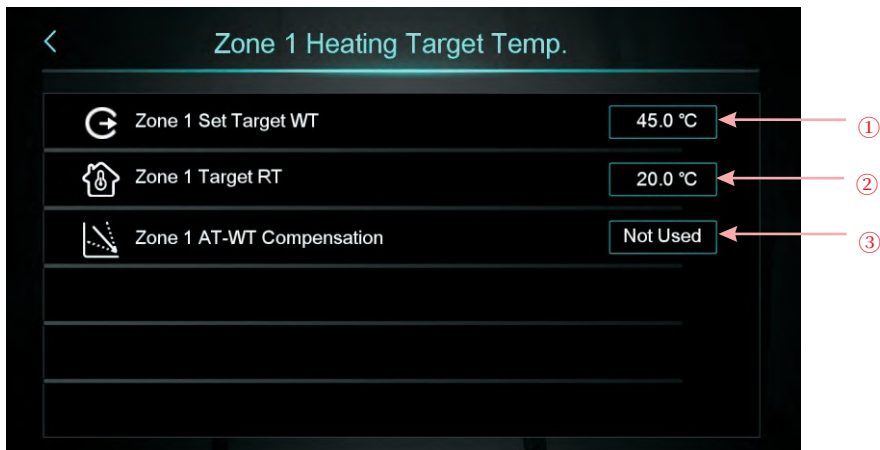 Zone 1 Heating Target Temp.
Zone 1 Set Target WT 45.0 ℃ ①
Zone 1 Target RT 20.0 ℃ ②
Zone 1 AT-WT Compensation Not Used ③